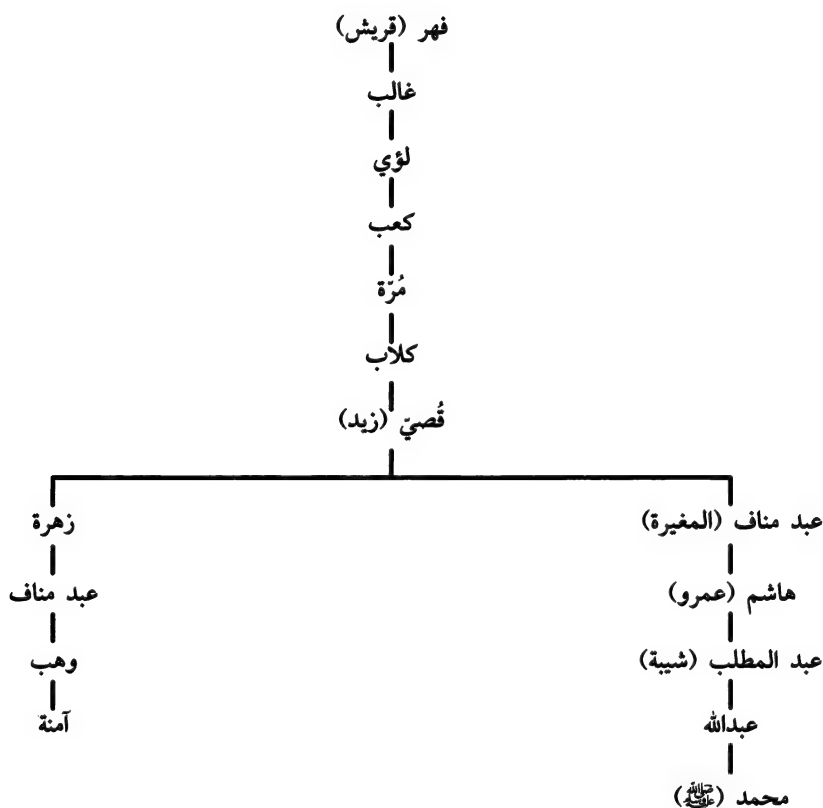 فهر (قريش)
غالب
لؤي
كعب
مُرّة
كلاب
قُصيّ (زيد)
عبد مناف (المغيرة)
زهرة
هاشم (عمرو)
عبد مناف
عبد المطلب (شيبة)
وهب
عبدالله
آمنة
محمد (ﷺ)